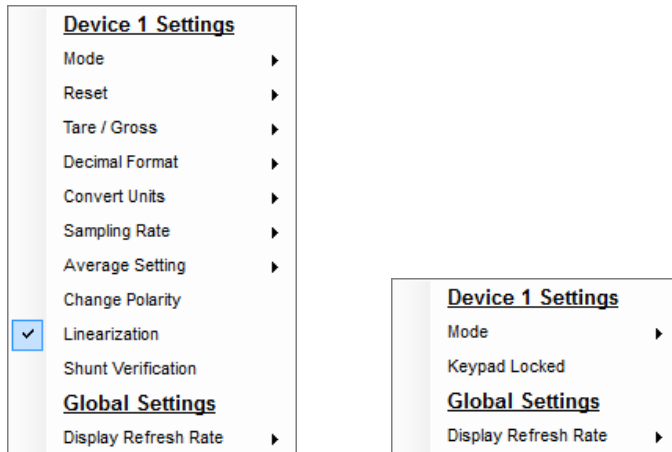 Device 1 Settings
Mode
Reset
Tare / Gross
Decimal Format
Convert Units
Sampling Rate
Average Setting
Change Polarity
Linearization
Shunt Verification
Global Settings
Display Refresh Rate
Device 1 Settings
Mode
Keypad Locked
Global Settings
Display Refresh Rate